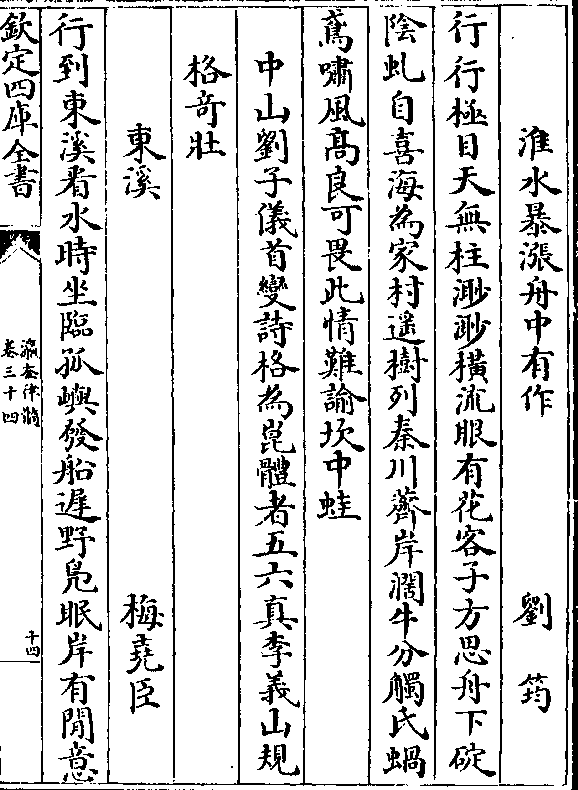 淮水暴漲舟中有作　劉筠
行行極目天無柱渺渺橫流眼有花客子方思舟下碇
陰虬自喜海為家村遥樹列秦川薺岸濶牛分觸氏蝸
鳶嘯風髙良可畏此情難諭坎中蛙
中山劉子儀首變詩格為崑體者五六真李義山規
格竒壯
東溪　梅堯臣
行到東溪看水時坐臨孤嶼發船遲野鳧眠岸有閒意
欽定四庫全書
瀛奎律髓
卷三十四
十四